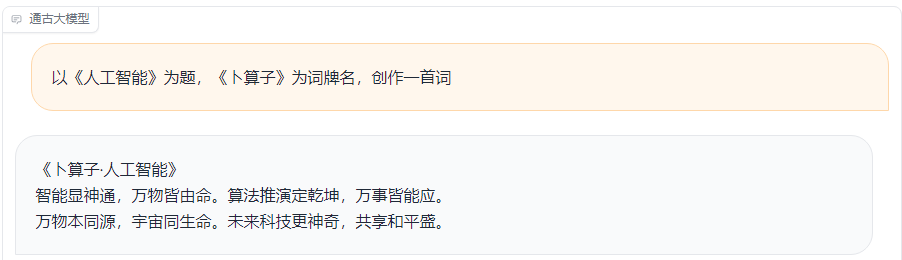 通古大模型
以《人工智能》为题，《卜算子》为词牌名，创作一首词
《卜算子·人工智能》
智能显神通，万物皆由命。算法推演定乾坤，万事皆能应。
万物本同源，宇宙同生命。未来科技更神奇，共享和平盛。